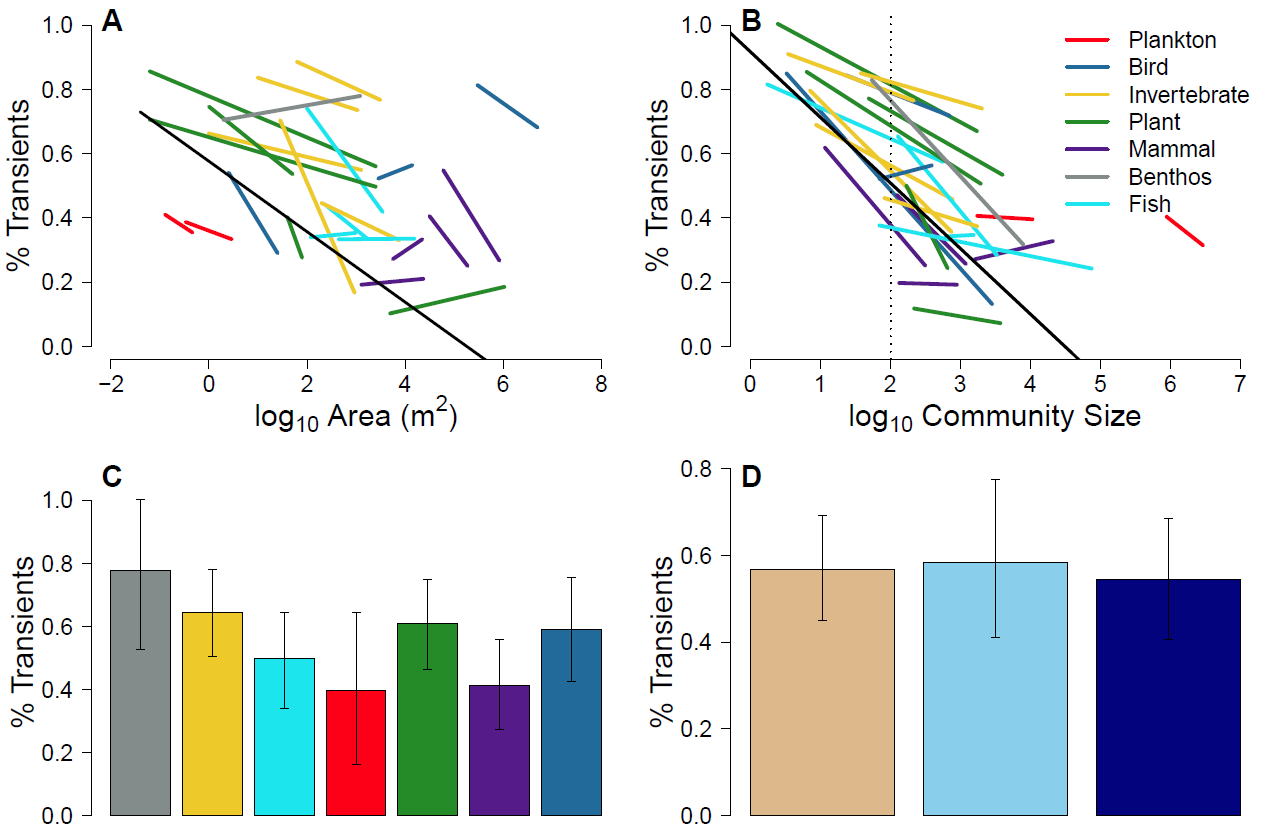 A
% Transients
1.0
0.8
0.6
0.4
0.2
0.0
−2 0 2 4 6 8
log10 Area (m2)
B
% Transients
1.0
0.8
0.6
0.4
0.2
0.0
0 1 2 3 4 5 6 7
log10 Community Size
Plankton
Bird
Invertebrate
Plant
Mammal
Benthos
Fish
C
% Transients
1.0
0.8
0.6
0.4
0.2
0.0
D
% Transients
0.8
0.6
0.4
0.2
0.0